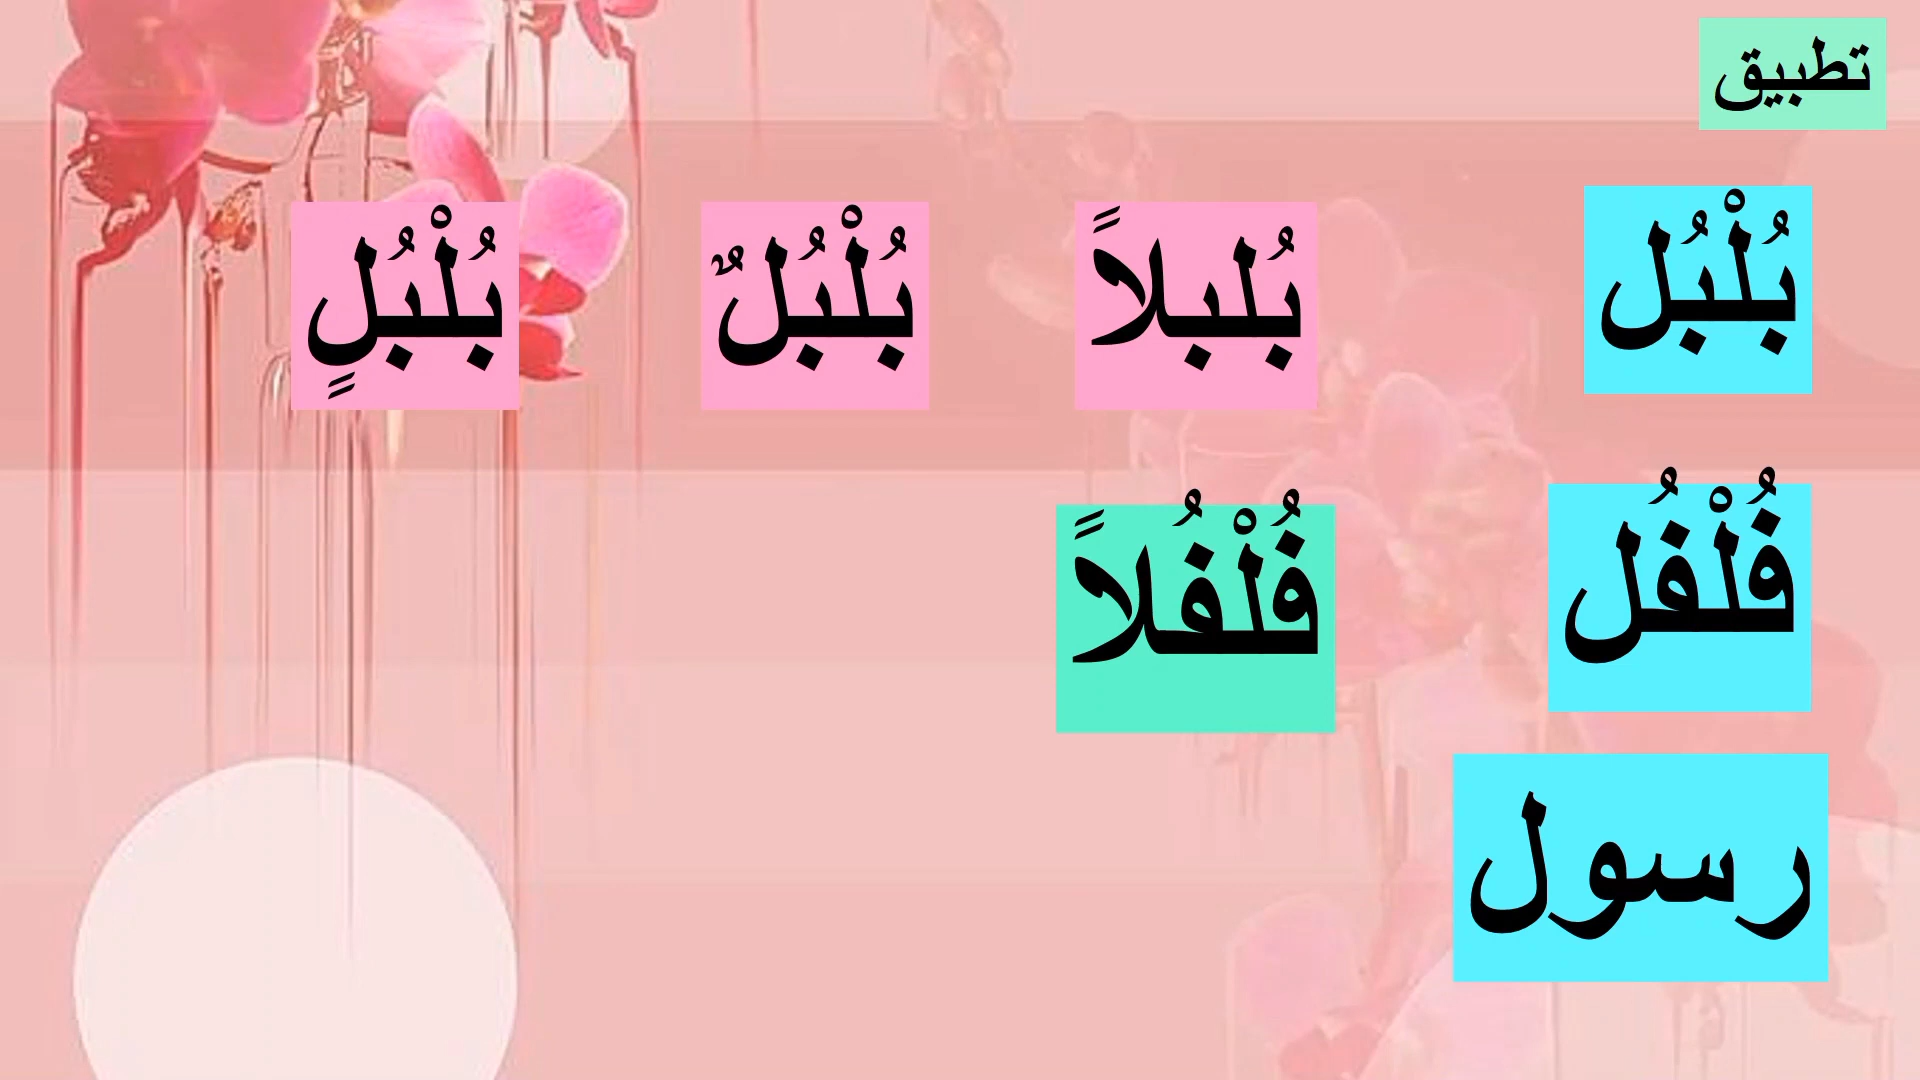 تطبيق
بُلْبُل بُلبلاً بُلْبُلٌ بُلْبُلٍ
فُلْفُل فُلْفُلاً
رسول